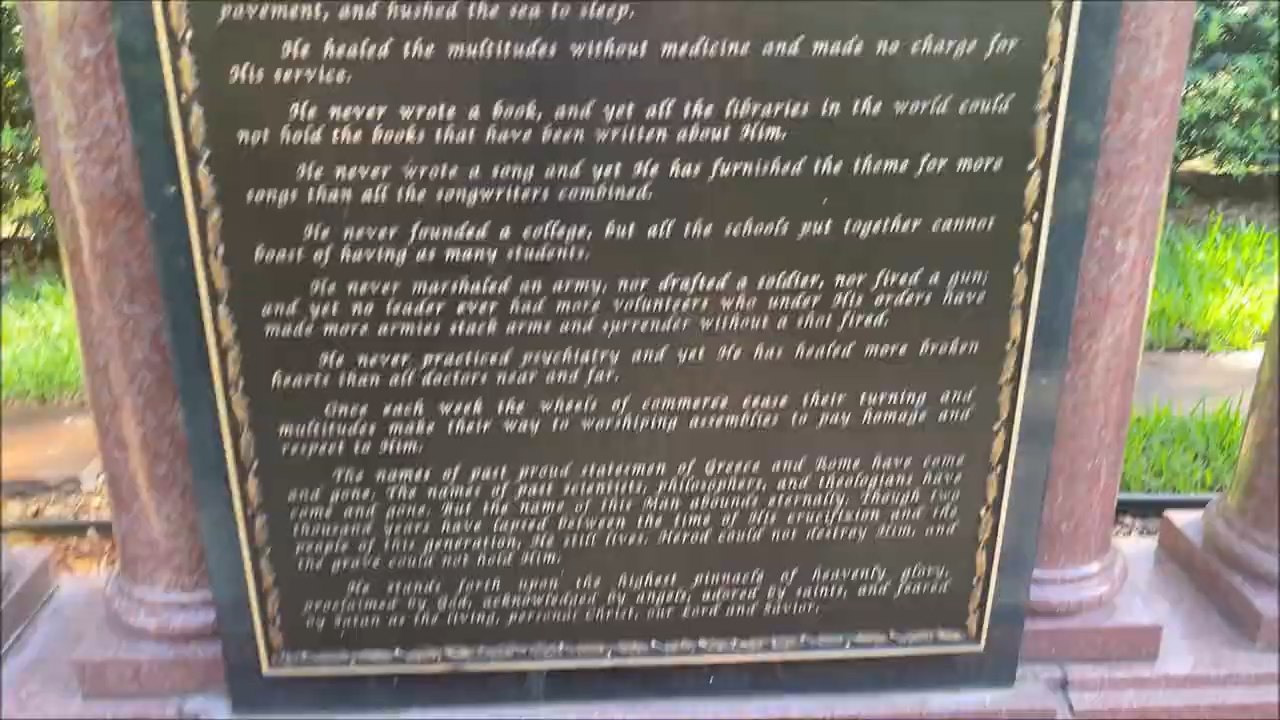 pavement, and hushed the sea to sleep.
He healed the multitudes without medicine and made no charge for
His service.
He never wrote a book, and yet all the libraries in the world could
not hold the books that have been written about Him.
He never wrote a song and yet He has furnished the theme for more
songs than all the songwriters combined.
He never founded a college, but all the schools put together cannot
boast of having as many students.
He never marshaled an army, nor drafted a soldier, nor fired a gun;
and yet no leader ever had more volunteers who under His orders have
made more armies stack arms and surrender without a shot fired.
He never practiced psychiatry and yet He has healed more broken
hearts than all doctors near and far.
Once each week the wheels of commerce cease their turning and
multitudes make their way to worshiping assemblies to pay homage and
respect to Him.
The names of past proud statesmen of Greece and Rome have come
and gone. The names of past scientists, philosophers, and theologians have
come and gone. But the name of this Man abounds eternally. Though two
thousand years have lapsed between the time of His crucifixion and the
people of this generation, He still lives. Herod could not destroy Him, and
the grave could not hold Him.
He stands forth upon the highest pinnacle of heavenly glory,
proclaimed by God, acknowledged by angels, adored by saints, and feared
by Satan as the living, personal Christ, our Lord and Savior.